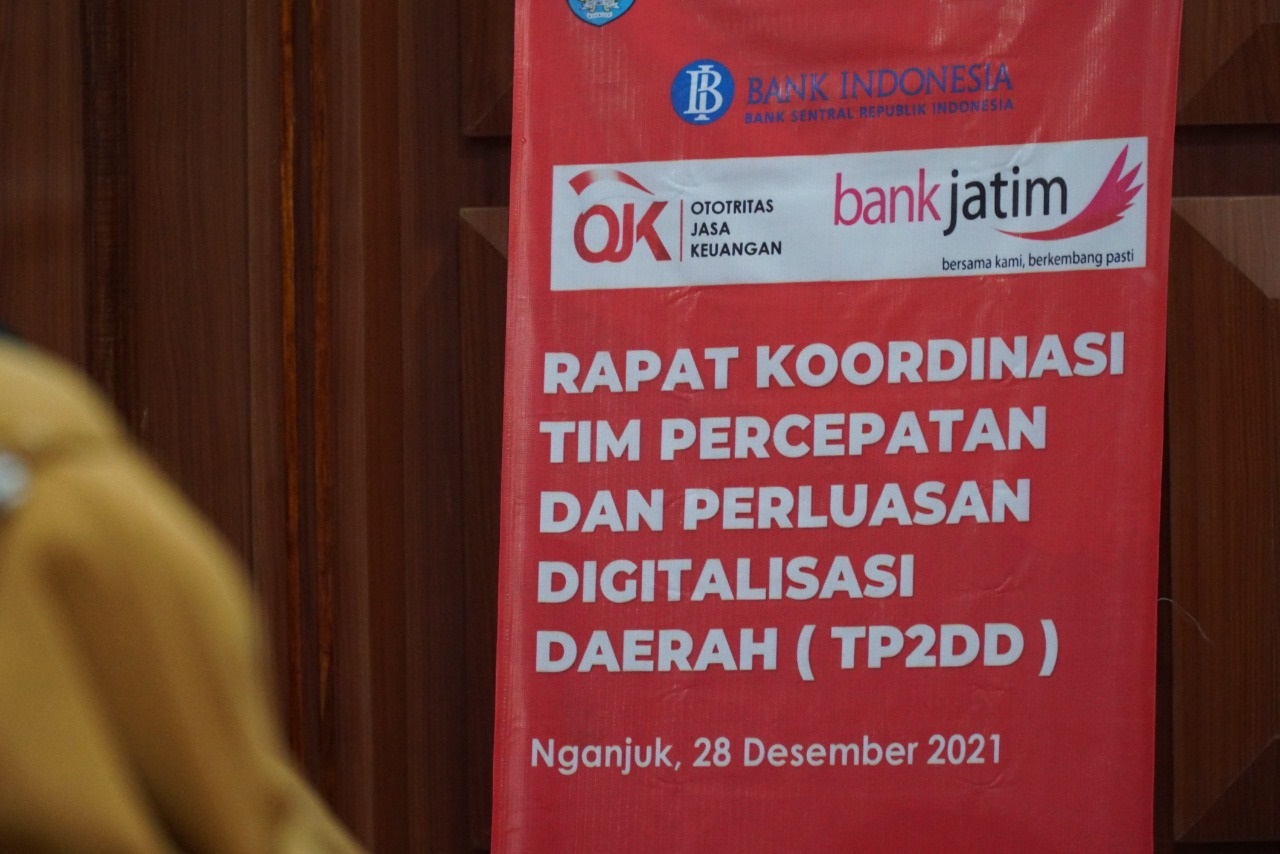 BANK INDONESIA
BANK SENTRAL REPUBLIK INDONESIA
OJK
OTOTRITAS
JASA
KEUANGAN
bankjatim
bersama kami, berkembang pasti
RAPAT KOORDINASI
TIM PERCEPATAN
DAN PERLUASAN
DIGITALISASI
DAERAH ( TP2DD )
Nganjuk, 28 Desember 2021